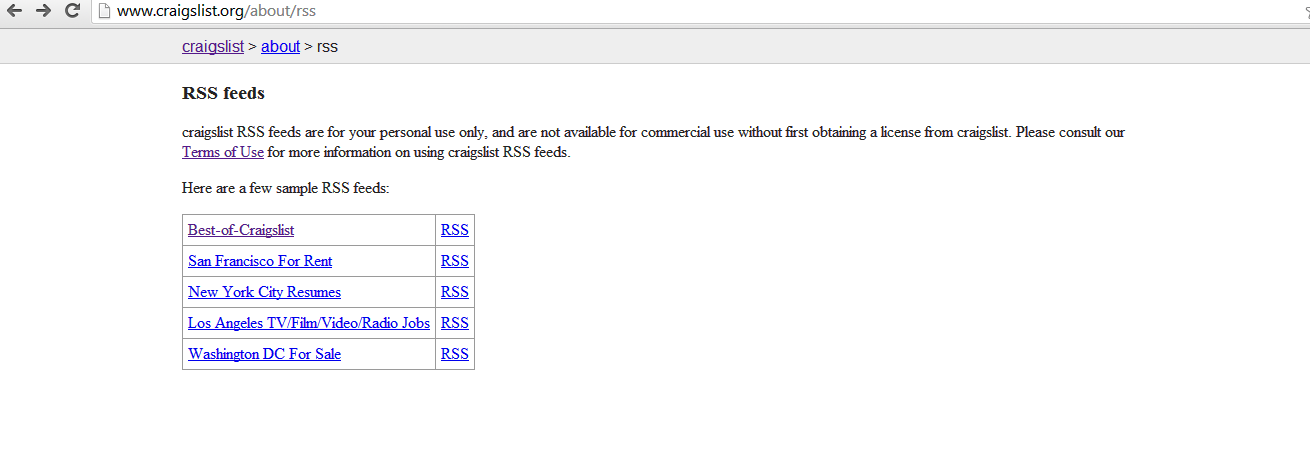 www.craigslist.org/about/rss
craigslist > about > rss
RSS feeds
craigslist RSS feeds are for your personal use only, and are not available for commercial use without first obtaining a license from craigslist. Please consult our
Terms of Use for more information on using craigslist RSS feeds.
Here are a few sample RSS feeds:
Best-of-Craigslist RSS
San Francisco For Rent RSS
New York City Resumes RSS
Los Angeles TV/Film/Video/Radio Jobs RSS
Washington DC For Sale RSS